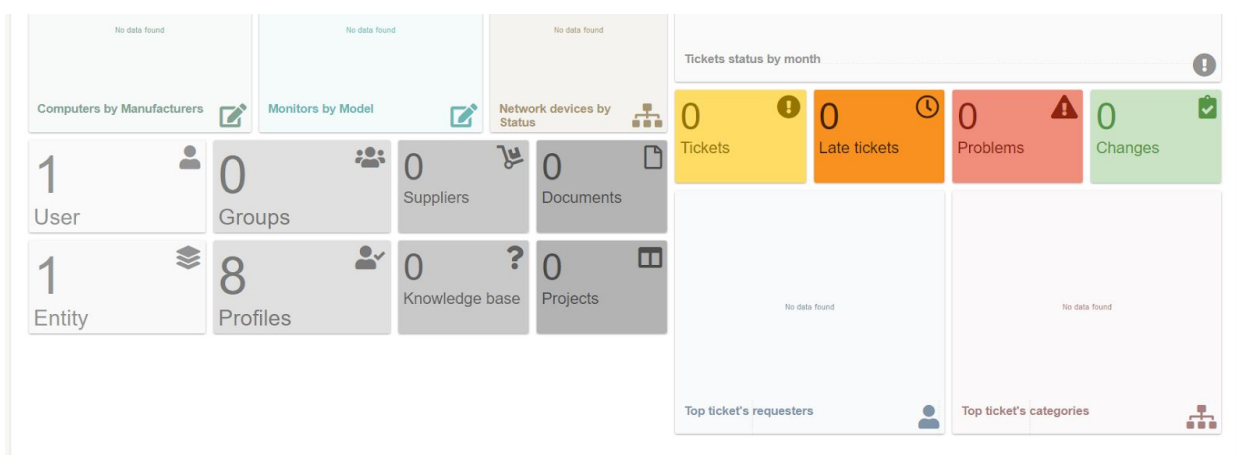 No data found
Computers by Manufacturers
No data found
Monitors by Model
No data found
Network devices by
Status
Tickets status by month
0
Tickets
0
Late tickets
0
Problems
0
Changes
1
User
0
Groups
0
Suppliers
0
Documents
1
Entity
8
Profiles
0
Knowledge base
0
Projects
No data found
Top ticket's requesters
No data found
Top ticket's categories